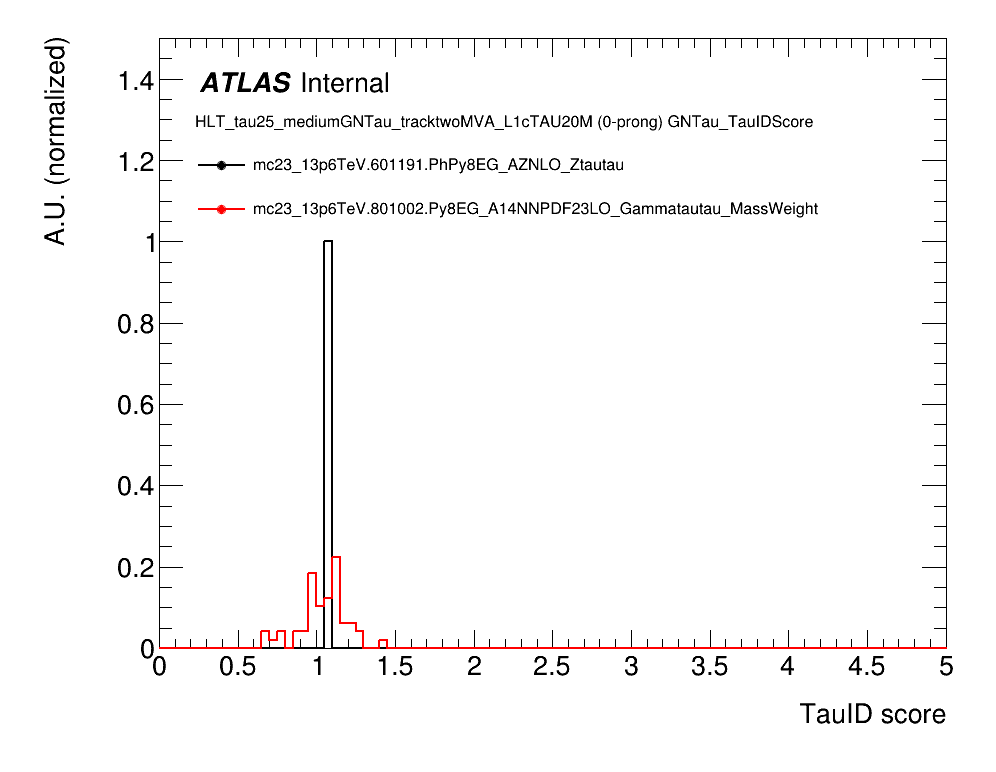 A.U. (normalized)
ATLAS Internal
HLT_tau25_mediumGNTau_tracktwoMVA_L1cTAU20M (0-prong) GNTau_TauIDScore
mc23_13p6TeV.601191.PhPy8EG_AZNLO_Ztautau
mc23_13p6TeV.801002.Py8EG_A14NNPDF23LO_Gammatautau_MassWeight
1.4
1.2
1
0.8
0.6
0.4
0.2
0
0 0.5 1 1.5 2 2.5 3 3.5 4 4.5 5
TauID score